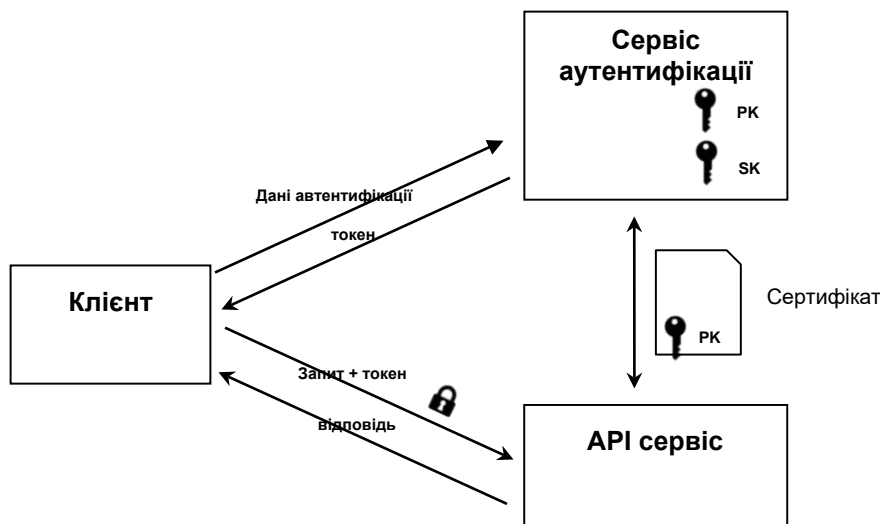 Сервіс
аутентифікації
PK
SK
Дані автентифікації
токен
Клієнт
Сертифікат
PK
Запит + токен
відповідь
API сервіс